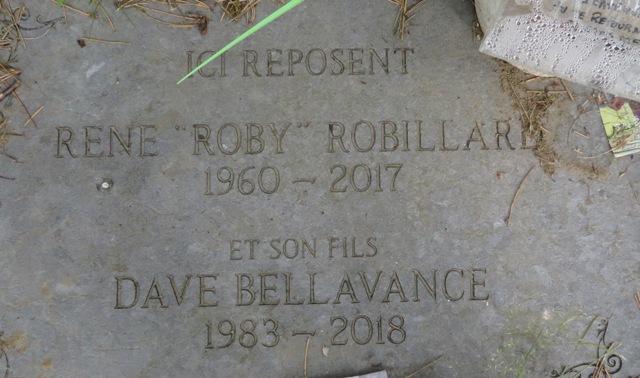 ICI REPOSENT
RENE "ROBY" ROBILLARD
1960 – 2017
ET SON FILS
DAVE BELLAVANCE
1983 – 2018